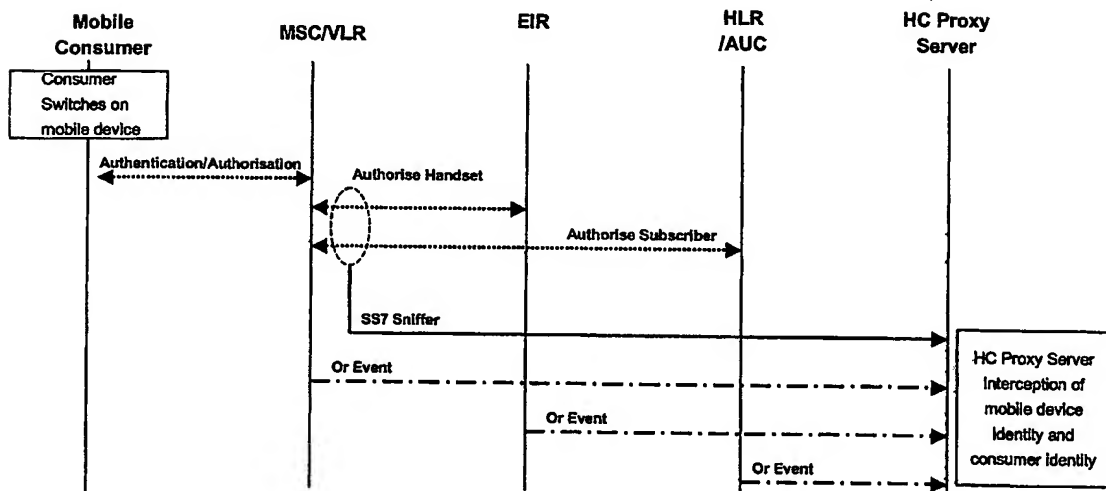 Mobile
Consumer
MSC/VLR
EIR
HLR
/AUC
HC Proxy
Server
Consumer
Switches on
mobile device
Authentication/Authorisation
Authorise Handset
Authorise Subscriber
SS7 Sniffer
Or Event
Or Event
Or Event
HC Proxy Server
Interception of
mobile device
Identity and
consumer identity